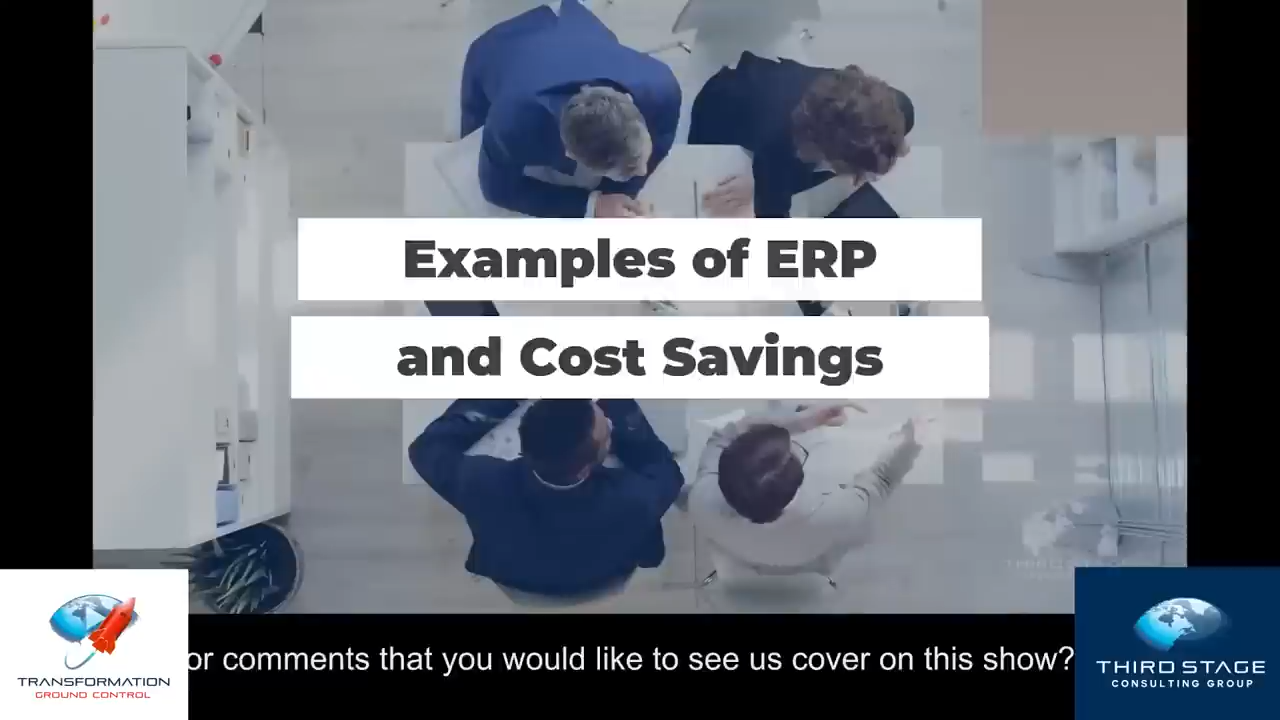 Examples of ERP
and Cost Savings
or comments that you would like to see us cover on this show?
TRANSFORMATION
GROUND CONTROL
THIRD STAGE
CONSULTING GROUP